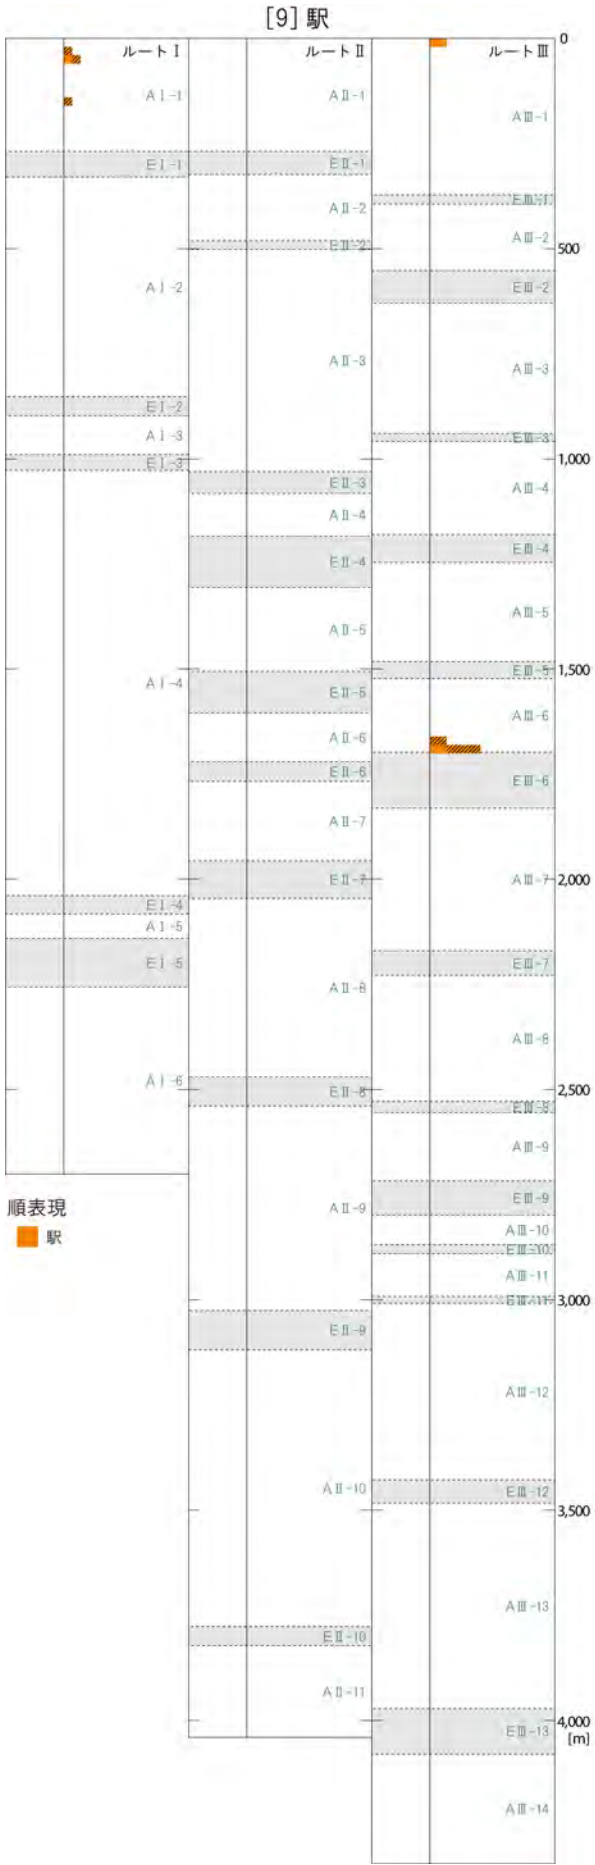 [9] 駅
ルートⅠ
AⅠ-1
EⅠ-1
AⅠ-2
EⅠ-2
AⅠ-3
EⅠ-3
AⅠ-4
EⅠ-4
AⅠ-5
EⅠ-5
AⅠ-6
ルートⅡ
AⅡ-1
EⅡ-1
AⅡ-2
EⅡ-2
AⅡ-3
EⅡ-3
AⅡ-4
EⅡ-4
AⅡ-5
EⅡ-5
AⅡ-6
EⅡ-6
AⅡ-7
EⅡ-7
AⅡ-8
EⅡ-8
AⅡ-9
EⅡ-9
AⅡ-10
EⅡ-10
AⅡ-11
ルートⅢ
AⅢ-1
EⅢ-1
AⅢ-2
EⅢ-2
AⅢ-3
EⅢ-3
AⅢ-4
EⅢ-4
AⅢ-5
EⅢ-5
AⅢ-6
EⅢ-6
AⅢ-7
EⅢ-7
AⅢ-8
EⅢ-8
AⅢ-9
EⅢ-9
AⅢ-10
EⅢ-10
AⅢ-11
EⅢ-11
AⅢ-12
EⅢ-12
AⅢ-13
EⅢ-13
AⅢ-14
0
500
1,000
1,500
2,000
2,500
3,000
3,500
4,000
[m]
順表現
駅